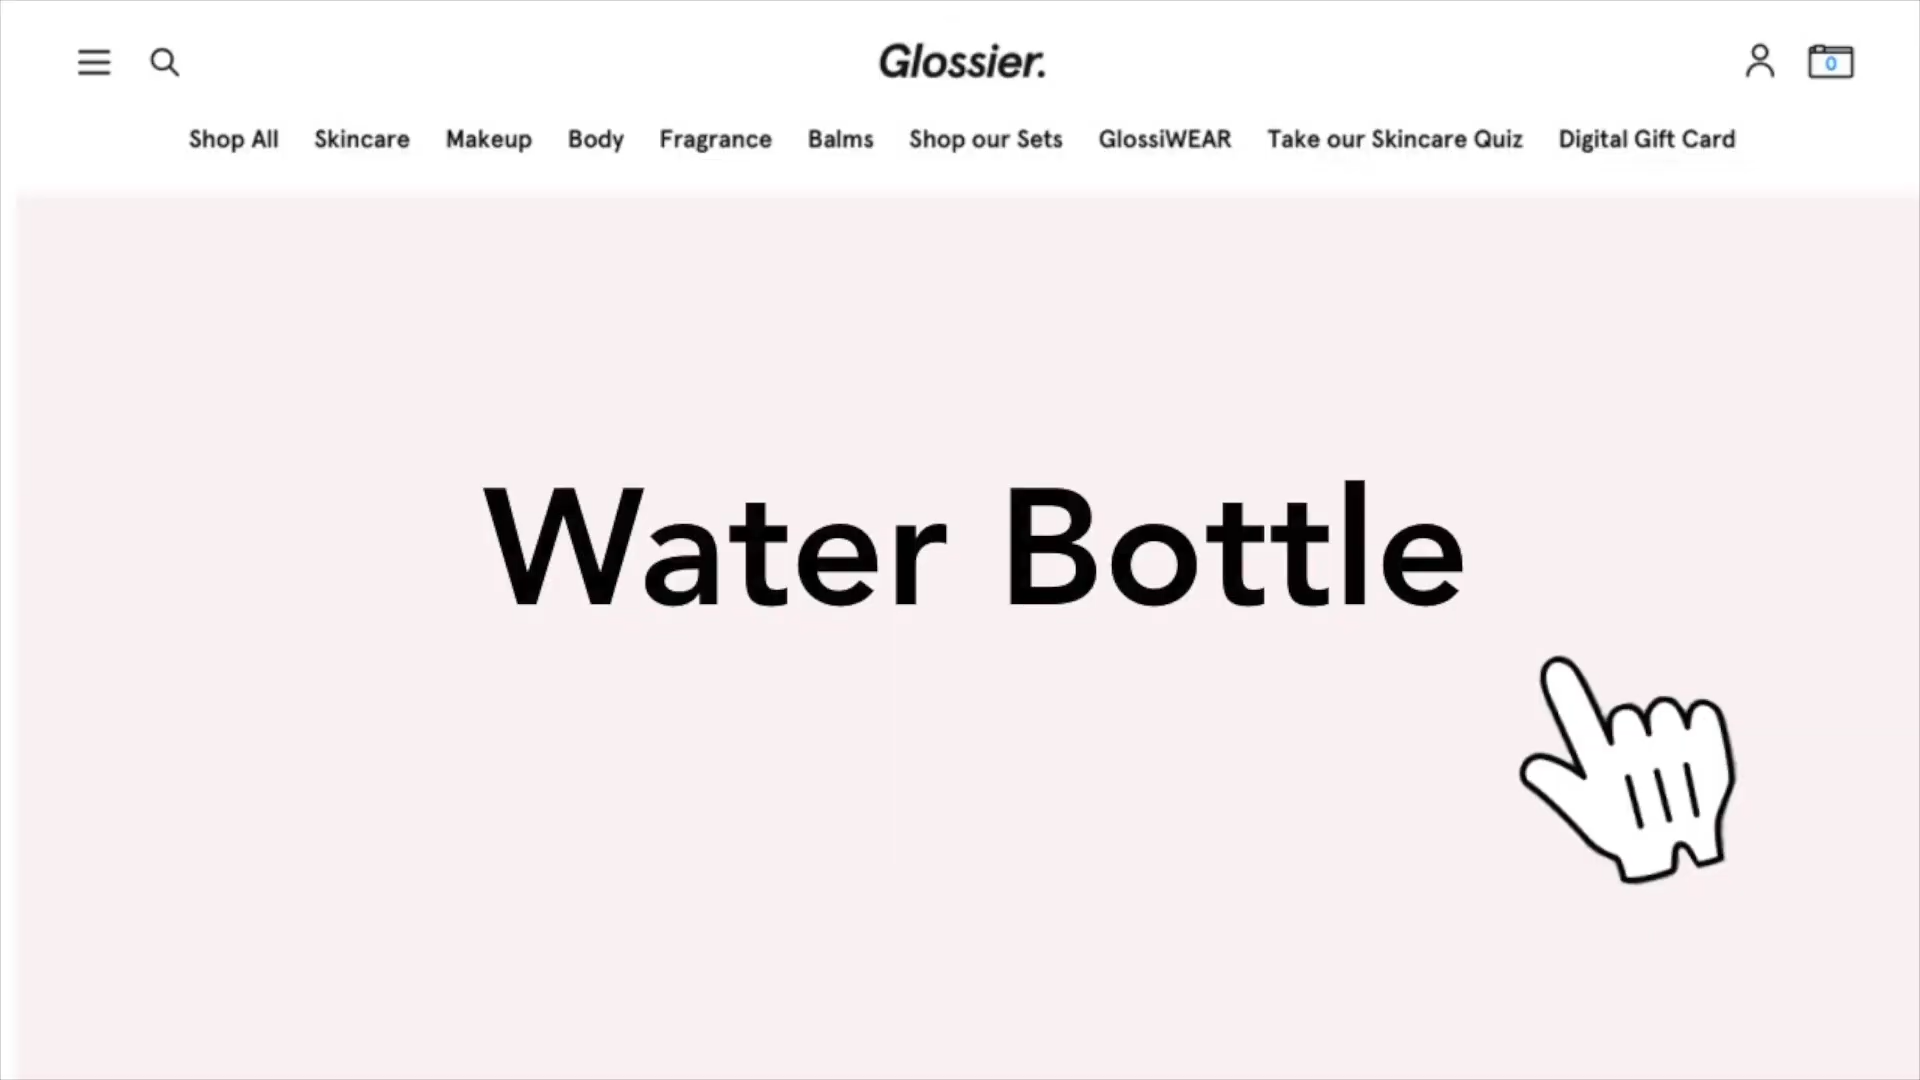 Glossier.
0
Shop All Skincare Makeup Body Fragrance Balms Shop our Sets GlossiWEAR Take our Skincare Quiz Digital Gift Card
Water Bottle